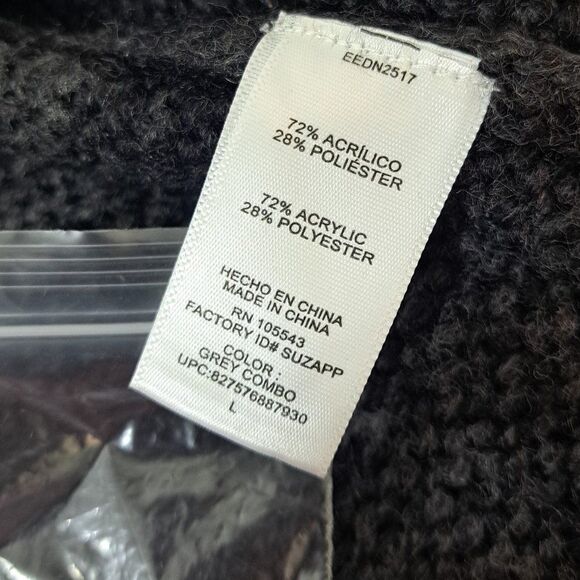 EEDN2517
72% ACRÍLICO
28% POLIÉSTER
72% ACRYLIC
28% POLYESTER
HECHO EN CHINA
MADE IN CHINA
RN 105543
FACTORY ID# SUZAPP
COLOR :
GREY COMBO
UPC:827576887930
L